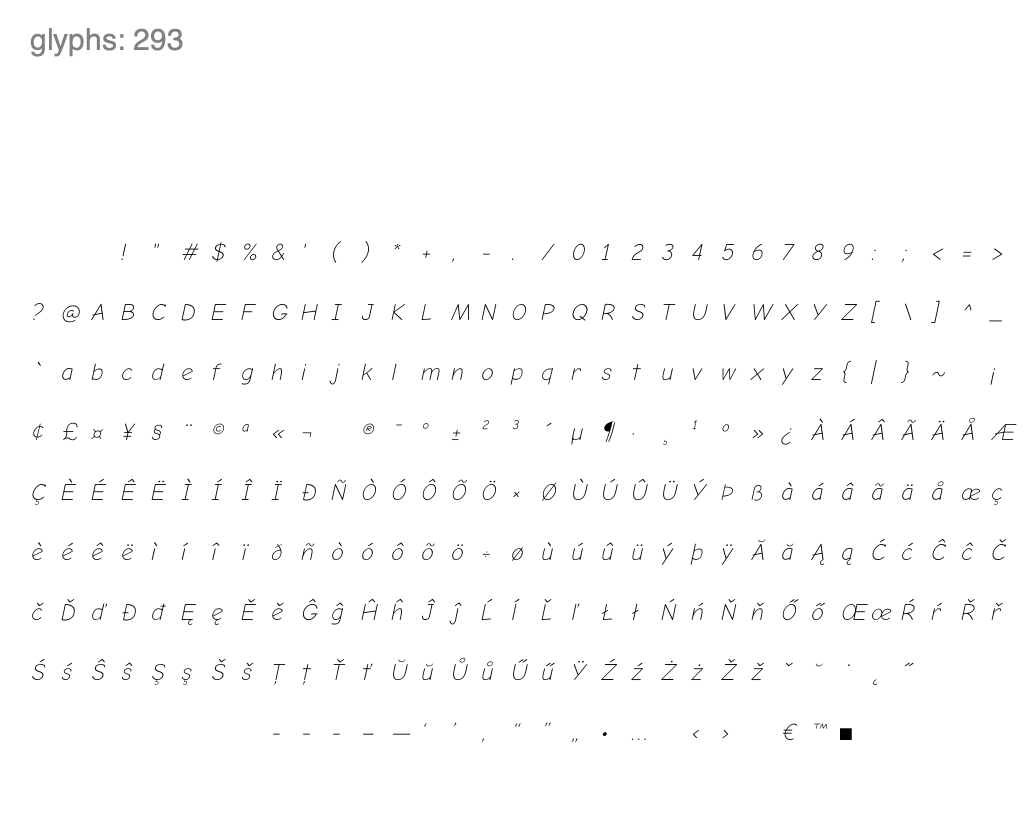 glyphs: 293
! " # $ % & ' ( ) * + , - . / 0 1 2 3 4 5 6 7 8 9 : ; < = >
? @ A B C D E F G H I J K L M N O P Q R S T U V W X Y Z [ \ ] ^ _
` a b c d e f g h i j k l m n o p q r s t u v w x y z { | } ~ ¡
¢ £ ¤ ¥ § ¨ © ª « ¬ ® ¯ ° ± ² ³ ´ µ ¶ · ¸ ¹ º » ¿ À Á Â Ã Ä Å Æ
Ç È É Ê Ë Ì Í Î Ï Ð Ñ Ò Ó Ô Õ Ö × Ø Ù Ú Û Ü Ý Þ ß à á â ã ä å æ ç
è é ê ë ì í î ï ð ñ ò ó ô õ ö ÷ ø ù ú û ü ý þ ÿ Ă ă Ą ą Ć ć Ĉ ĉ Č
č Ď ď Đ đ Ę ę Ě ě Ĝ ĝ Ĥ ĥ Ĵ ĵ Ĺ ĺ Ľ ľ Ł ł Ń ń Ň ň Ő ő Œ œ Ŕ ŕ Ř ř
Ś ś Ŝ ŝ Ş ş Š š Ţ ţ Ť ť Ŭ ŭ Ů ů Ű ű Ÿ Ź ź Ż ż Ž ž ˇ ˘ ˙ ˛ ˝
‐ ‑ ‒ – — ‘ ’ ‚ “ ” „ • … ‹ › € ™ ■